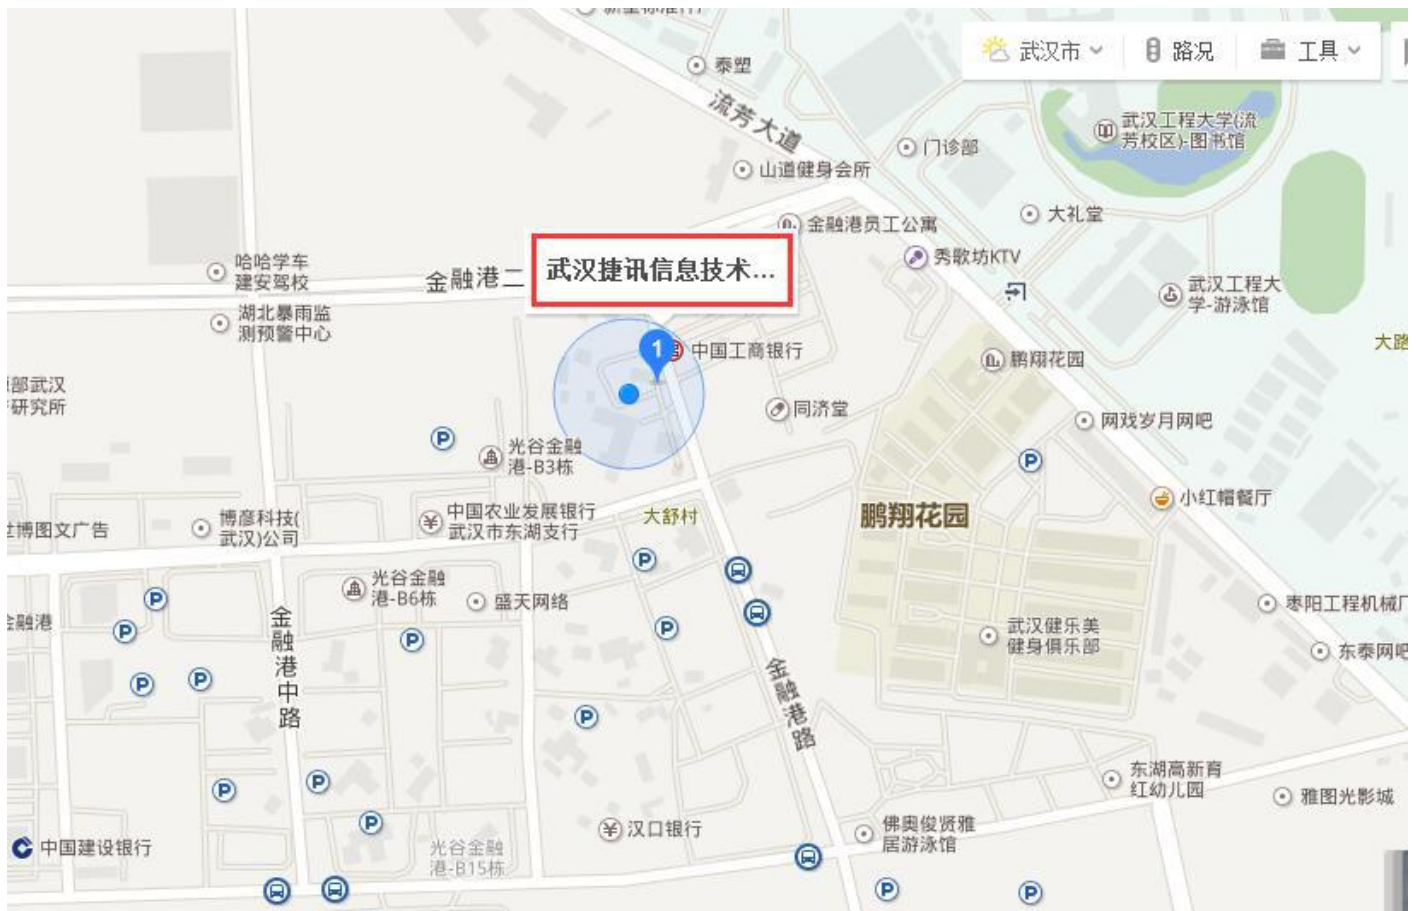 武汉市
路况
工具
泰塑
流芳大道
武汉工程大学(流
芳校区)-图书馆
门诊部
山道健身会所
大礼堂
金融港员工公寓
秀歌坊KTV
哈哈学车
建安驾校
金融港二
武汉捷讯信息技术...
武汉工程大
学-游泳馆
湖北暴雨监
测预警中心
1
中国工商银行
大路
鹏翔花园
部武汉
研究所
同济堂
网戏岁月网吧
P
光谷金融
港-B3栋
P
小红帽餐厅
中国农业发展银行
武汉市东湖支行
大舒村
鹏翔花园
博图文广告
博彦科技(
武汉)公司
P
光谷金融
港-B6栋
盛天网络
P
枣阳工程机械厂
金融港
P
金融港中路
P
P
武汉健乐美
健身俱乐部
东泰网吧
P
P
金融港路
P
东湖高新育
红幼儿园
P
P
雅图光影城
P
汉口银行
佛奥俊贤雅
居游泳馆
中国建设银行
光谷金融
港-B15栋
P
P